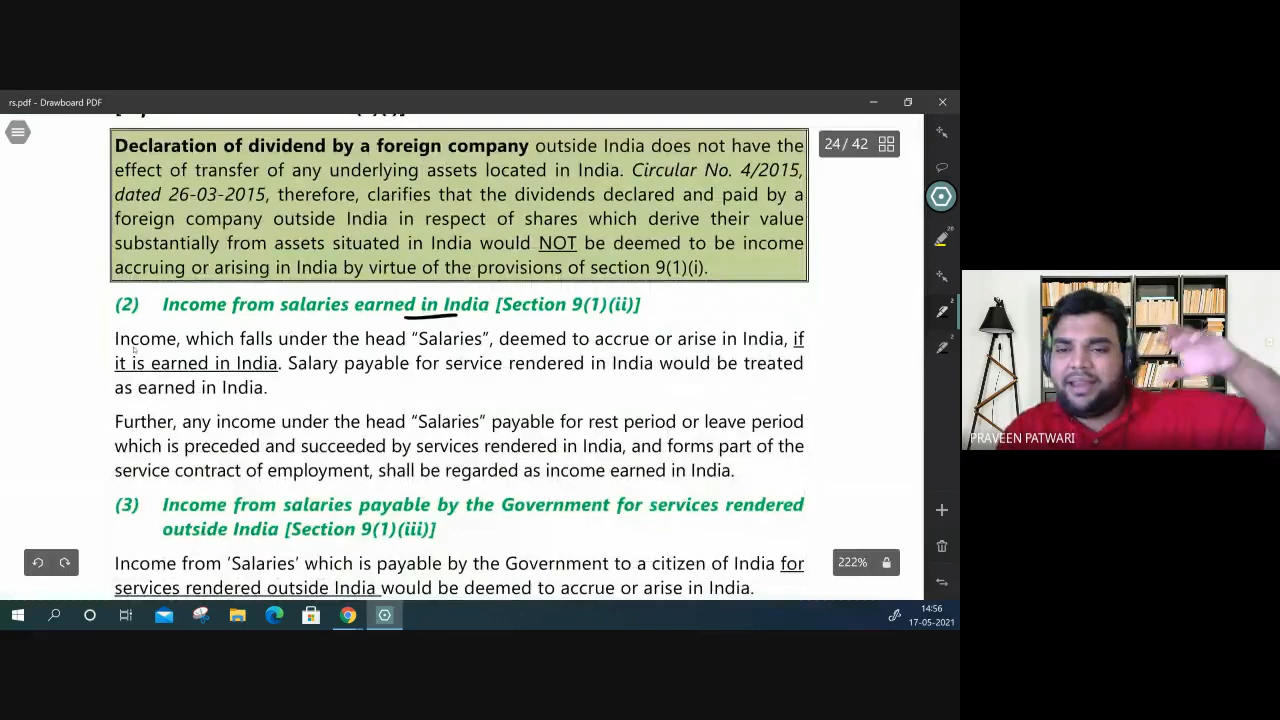 rs.pdf - Drawboard PDF
Declaration of dividend by a foreign company outside India does not have the
24 / 42
effect of transfer of any underlying assets located in India. Circular No. 4/2015,
dated 26-03-2015, therefore, clarifies that the dividends declared and paid by a
foreign company outside India in respect of shares which derive their value
substantially from assets situated in India would NOT be deemed to be income
accruing or arising in India by virtue of the provisions of section 9(1)(i).
(2) Income from salaries earned in India [Section 9(1)(ii)]
Income, which falls under the head “Salaries”, deemed to accrue or arise in India, if
it is earned in India. Salary payable for service rendered in India would be treated
as earned in India.
Further, any income under the head “Salaries” payable for rest period or leave period
which is preceded and succeeded by services rendered in India, and forms part of the
service contract of employment, shall be regarded as income earned in India.
(3) Income from salaries payable by the Government for services rendered
outside India [Section 9(1)(iii)]
Income from ‘Salaries’ which is payable by the Government to a citizen of India for
services rendered outside India would be deemed to accrue or arise in India.
222%
PRAVEEN PATWARI
14:56
17-05-2021